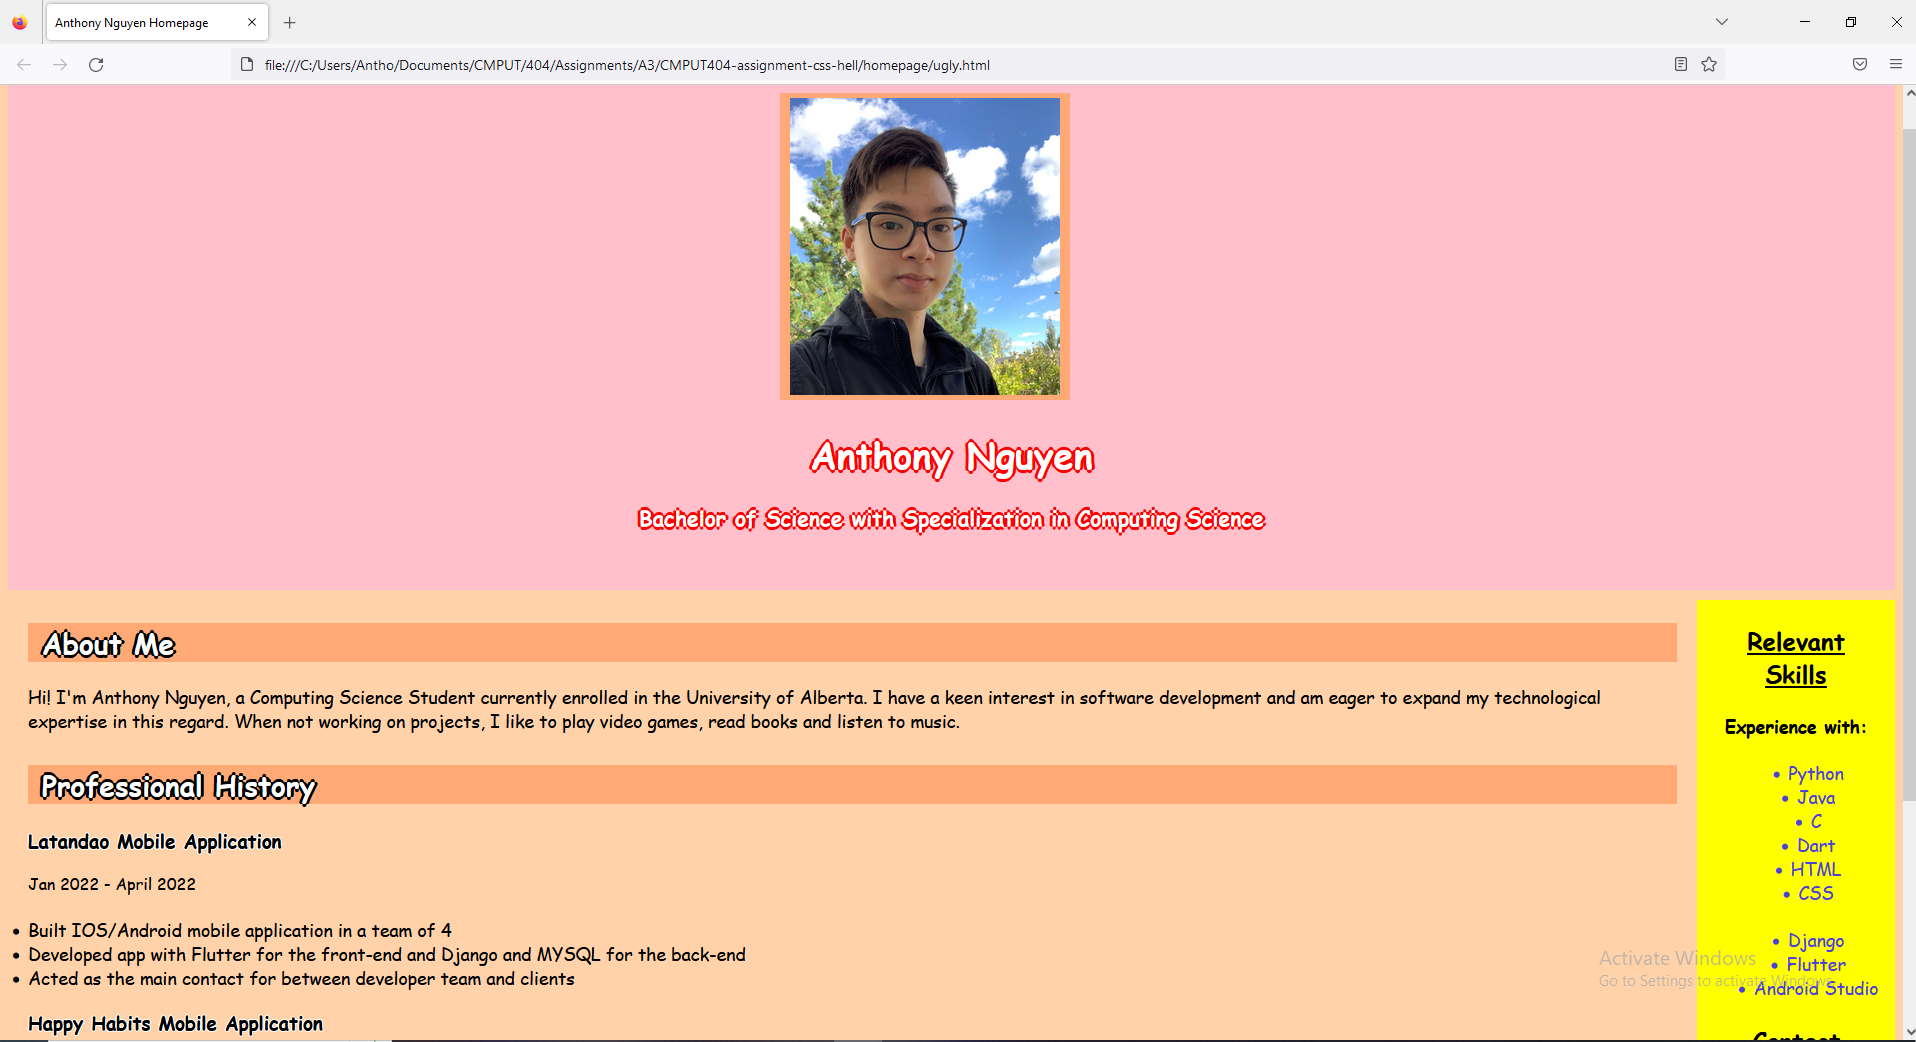 Anthony Nguyen Homepage
file:///C:/Users/Antho/Documents/CMPUT/404/Assignments/A3/CMPUT404-assignment-css-hell/homepage/ugly.html
Anthony Nguyen
Bachelor of Science with Specialization in Computing Science
About Me
Hi! I'm Anthony Nguyen, a Computing Science Student currently enrolled in the University of Alberta. I have a keen interest in software development and am eager to expand my technological
expertise in this regard. When not working on projects, I like to play video games, read books and listen to music.
Professional History
Latandao Mobile Application
Jan 2022 - April 2022
• Built IOS/Android mobile application in a team of 4
• Developed app with Flutter for the front-end and Django and MYSQL for the back-end
• Acted as the main contact for between developer team and clients
Happy Habits Mobile Application
Relevant
Skills
Experience with:
• Python
• Java
• C
• Dart
• HTML
• CSS
• Django
• Flutter
• Android Studio
Contact
Activate Windows
Go to Settings to activate Windows.